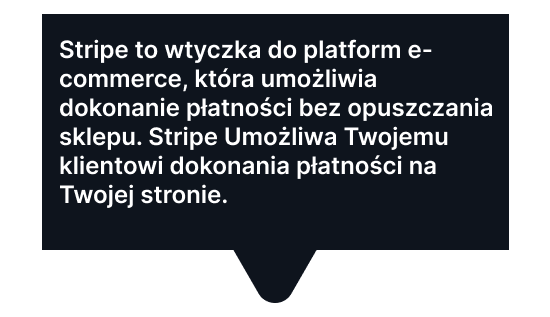 Stripe to wtyczka do platform e-
commerce, która umożliwia
dokonanie płatności bez opuszczania
sklepu. Stripe Umożliwa Twojemu
klientowi dokonania płatności na
Twojej stronie.